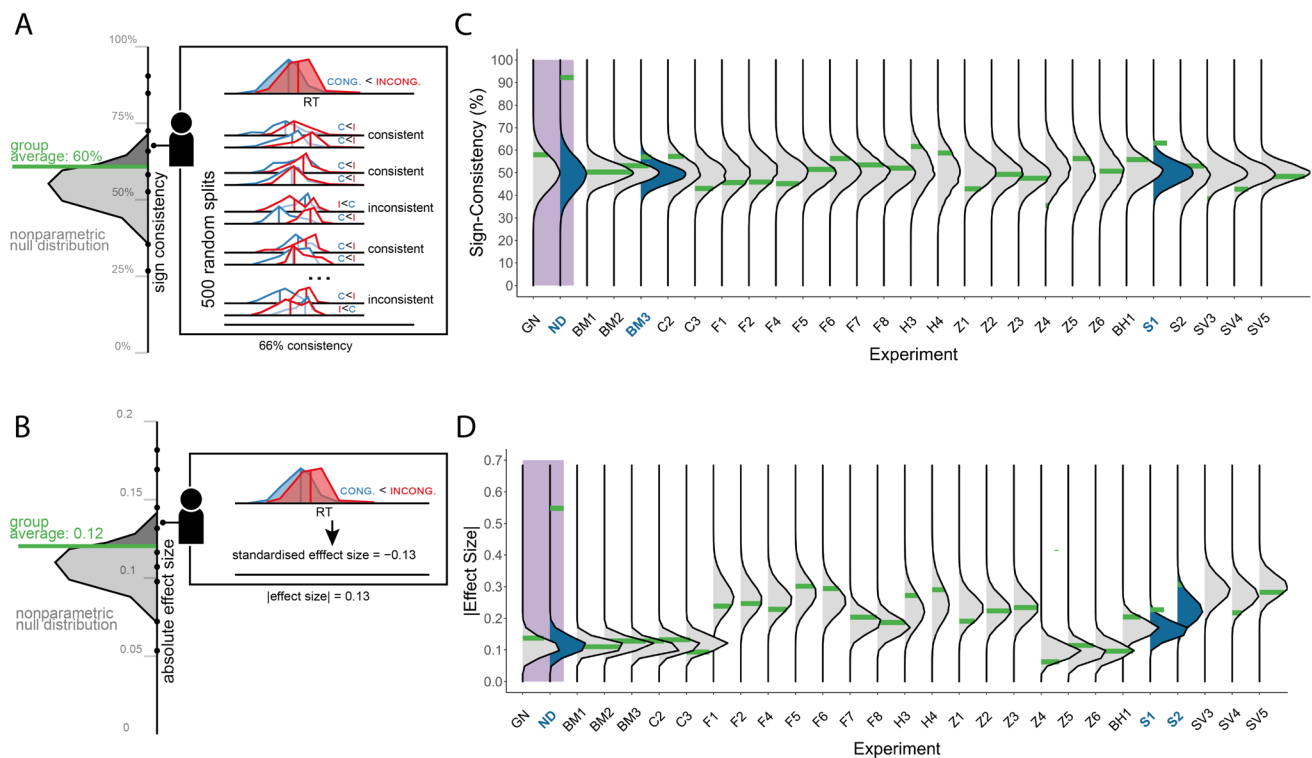 A
100%
75%
50%
25%
0%
group
average: 60%
nonparametric
null distribution
sign consistency
500 random splits
CONG. < INCONG.
RT
C<I
C<I
consistent
C<I
C<I
consistent
I<C
C<I
inconsistent
C<I
C<I
consistent
...
C<I
I<C
inconsistent
66% consistency
C
Sign-Consistency (%)
100
90
80
70
60
50
40
30
20
10
0
GN
ND
BM1
BM2
BM3
C2
C3
F1
F2
F4
F5
F6
F7
F8
H3
H4
Z1
Z2
Z3
Z4
Z5
Z6
BH1
S1
S2
SV3
SV4
SV5
Experiment
B
0.2
0.15
0.1
0.05
0
group
average: 0.12
nonparametric
null distribution
absolute effect size
CONG. < INCONG.
RT
standardised efffect size = −0.13
|effect size| = 0.13
D
|Effect Size|
0.7
0.6
0.5
0.4
0.3
0.2
0.1
0.0
GN
ND
BM1
BM2
BM3
C2
C3
F1
F2
F4
F5
F6
F7
F8
H3
H4
Z1
Z2
Z3
Z4
Z5
Z6
BH1
S1
S2
SV3
SV4
SV5
Experiment